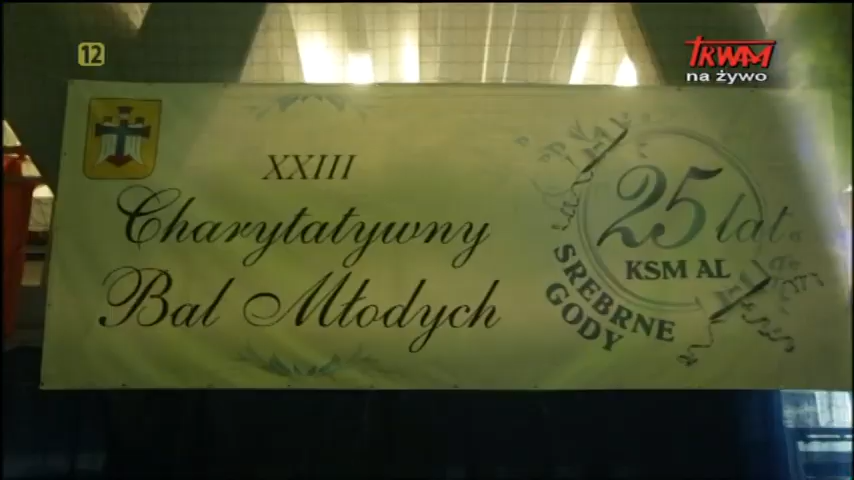 12
TRWAM
na żywo
XXIII
Charytatywny
Bal Młodych
25 lat
KSM AL
SREBRNE
GODY